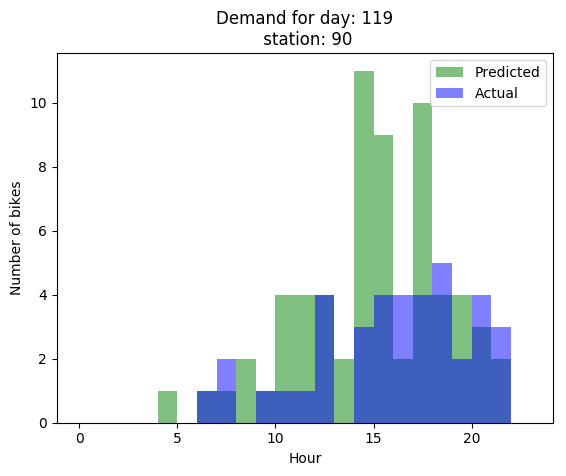 Demand for day: 119
station: 90
Predicted
Actual
Number of bikes
10
8
6
4
2
0
0
5
10
15
20
Hour